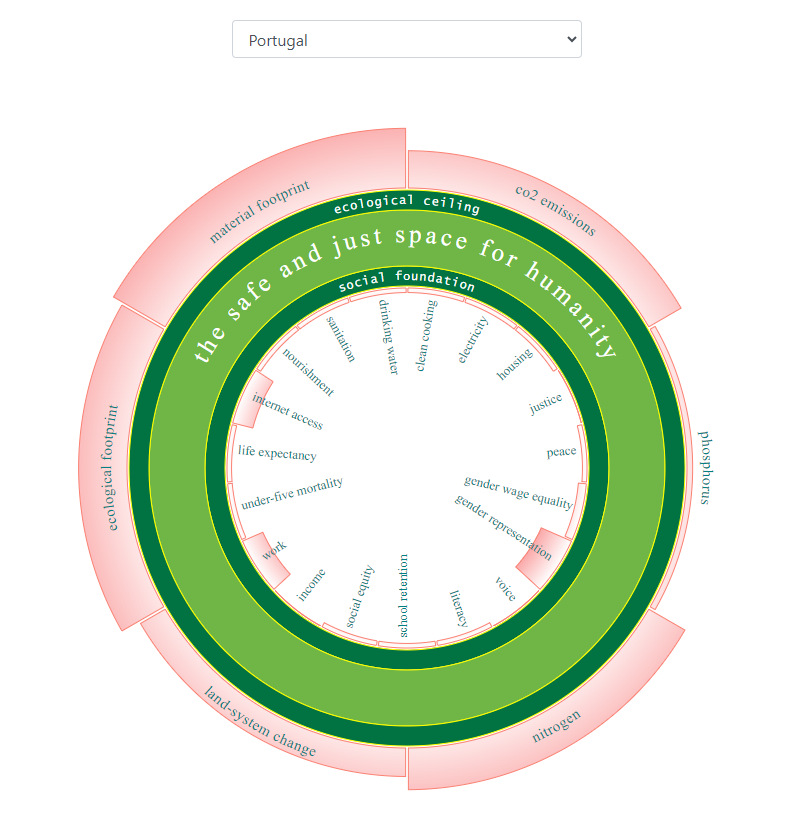 Portugal
material footprint
co2 emissions
ecological ceiling
the safe and just space for humanity
social foundation
sanitation
drinking water
clean cooking
electricity
nourishment
housing
internet access
justice
life expectancy
peace
ecological footprint
phosphorus
under-five mortality
gender wage equality
gender representation
work
income
social equity
school retention
literacy
voice
land-system change
nitrogen